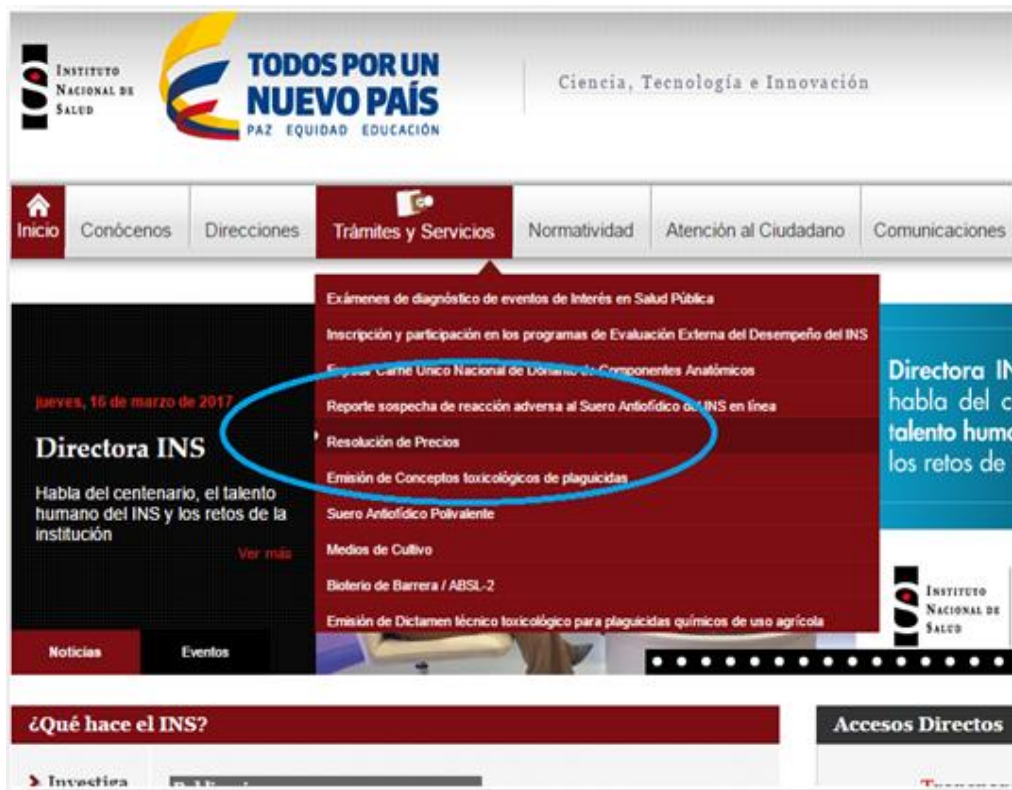 INSTITUTO
NACIONAL DE
SALUD
TODOS POR UN
NUEVO PAÍS
PAZ EQUIDAD EDUCACIÓN
Ciencia, Tecnología e Innovación
Inicio
Conócenos
Direcciones
Trámites y Servicios
Normatividad
Atención al Ciudadano
Comunicaciones
Exámenes de diagnóstico de eventos de Interés en Salud Pública
Inscripción y participación en los programas de Evaluación Externa del Desempeño del INS
Carné Único Nacional de Donante de Componentes Anatómicos
Reporte sospecha de reacción adversa al Suero Antiofídico del INS en línea
Resolución de Precios
Emisión de Conceptos toxicológicos de plaguicidas
Suero Antiofídico Polivalente
Medios de Cultivo
Bioterio de Barrera / ABSL-2
Emisión de Dictamen técnico toxicológico para plaguicidas químicos de uso agrícola
jueves, 16 de marzo de 2017
Directora INS
Habla del centenario, el talento
humano del INS y los retos de la
institución
Ver más
Noticias
Eventos
Directora IN
habla del c
talento huma
los retos de
INSTITUTO
NACIONAL DE
SALUD
¿Qué hace el INS?
Accesos Directos
Investiga